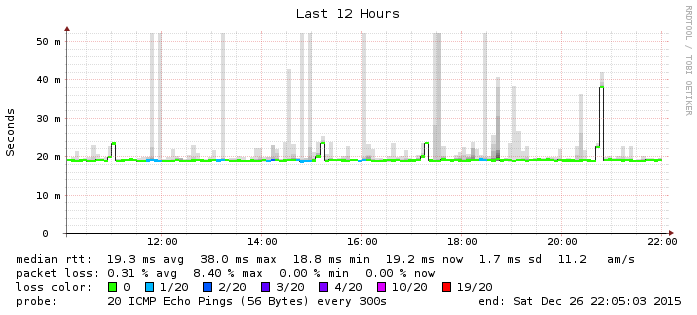 Last 12 Hours
RRDTOOL / TOBI OETIKER
Seconds
50 m
40 m
30 m
20 m
10 m
0
12:00 14:00 16:00 18:00 20:00 22:00
median rtt: 19.3 ms avg 38.0 ms max 18.8 ms min 19.2 ms now 1.7 ms sd 11.2 am/s
packet loss: 0.31 % avg 8.40 % max 0.00 % min 0.00 % now
loss color: 0 1/20 2/20 3/20 4/20 10/20 19/20
probe: 20 ICMP Echo Pings (56 Bytes) every 300s end: Sat Dec 26 22:05:03 2015